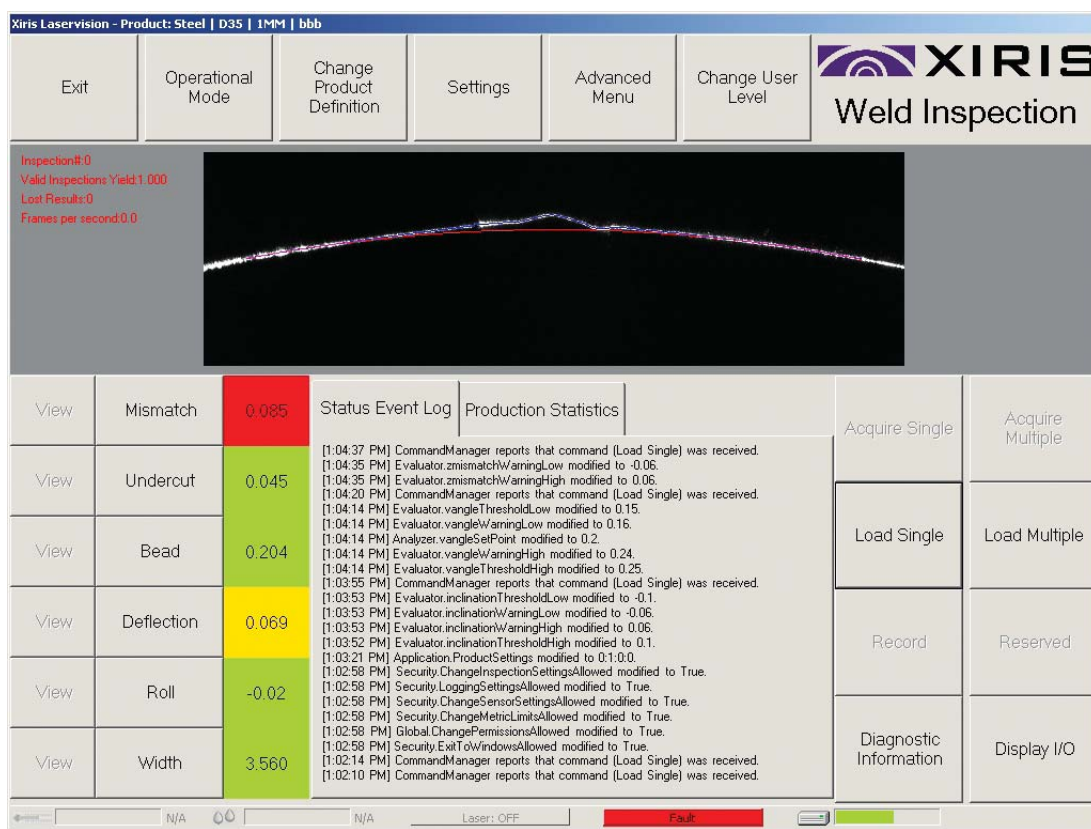 Xiris Laservision - Product: Steel | D35 | 1MM | bbb
Exit
Operational
Mode
Change
Product
Definition
Settings
Advanced
Menu
Change User
Level
XIRIS
Weld Inspection
Inspection#:0
Valid Inspections Yield:1.000
Lost Results:0
Frames per second:0.0
View
Mismatch
0.085
View
Undercut
0.045
View
Bead
0.204
View
Deflection
0.069
View
Roll
-0.02
View
Width
3.560
Status Event Log
Production Statistics
[1:04:37 PM] CommandManager reports that command (Load Single) was received.
[1:04:35 PM] Evaluator.zmismatchWarningLow modified to -0.06.
[1:04:35 PM] Evaluator.zmismatchWarningHigh modified to 0.06.
[1:04:20 PM] CommandManager reports that command (Load Single) was received.
[1:04:14 PM] Evaluator.vangleThresholdLow modified to 0.15.
[1:04:14 PM] Evaluator.vangleWarningLow modified to 0.16.
[1:04:14 PM] Analyzer.vangleSetPoint modified to 0.2.
[1:04:14 PM] Evaluator.vangleWarningHigh modified to 0.24.
[1:04:14 PM] Evaluator.vangleThresholdHigh modified to 0.25.
[1:03:55 PM] CommandManager reports that command (Load Single) was received.
[1:03:53 PM] Evaluator.inclinationThresholdLow modified to -0.1.
[1:03:53 PM] Evaluator.inclinationWarningLow modified to -0.06.
[1:03:53 PM] Evaluator.inclinationWarningHigh modified to 0.06.
[1:03:52 PM] Evaluator.inclinationThresholdHigh modified to 0.1.
[1:03:21 PM] Application.ProductSettings modified to 0:1:0:0.
[1:02:58 PM] Security.ChangeInspectionSettingsAllowed modified to True.
[1:02:58 PM] Security.LoggingSettingsAllowed modified to True.
[1:02:58 PM] Security.ChangeSensorSettingsAllowed modified to True.
[1:02:58 PM] Security.ChangeMetricLimitsAllowed modified to True.
[1:02:58 PM] Global.ChangePermissionsAllowed modified to True.
[1:02:58 PM] Security.ExitToWindowsAllowed modified to True.
[1:02:14 PM] CommandManager reports that command (Load Single) was received.
[1:02:10 PM] CommandManager reports that command (Load Single) was received.
Acquire Single
Acquire
Multiple
Load Single
Load Multiple
Record
Reserved
Diagnostic
Information
Display I/O
N/A
N/A
Laser: OFF
Fault